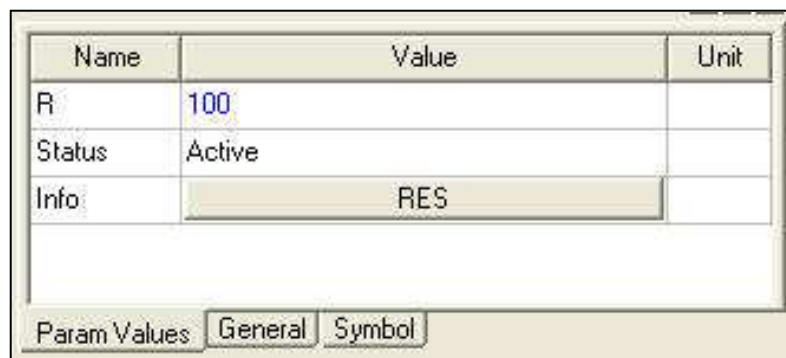 Name Value Unit
R 100
Status Active
Info RES
Param Values General Symbol